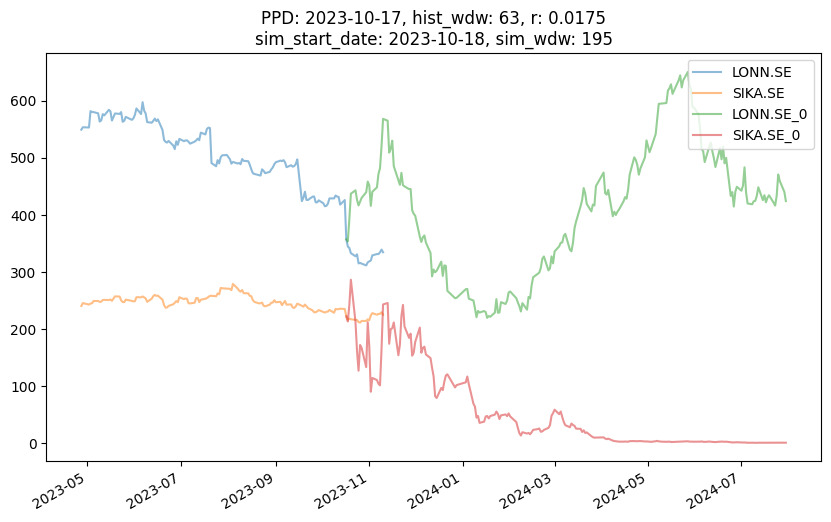 PPD: 2023-10-17, hist_wdw: 63, r: 0.0175
sim_start_date: 2023-10-18, sim_wdw: 195
LONN.SE
SIKA.SE
LONN.SE_0
SIKA.SE_0
600
500
400
300
200
100
0
2023-05
2023-07
2023-09
2023-11
2024-01
2024-03
2024-05
2024-07